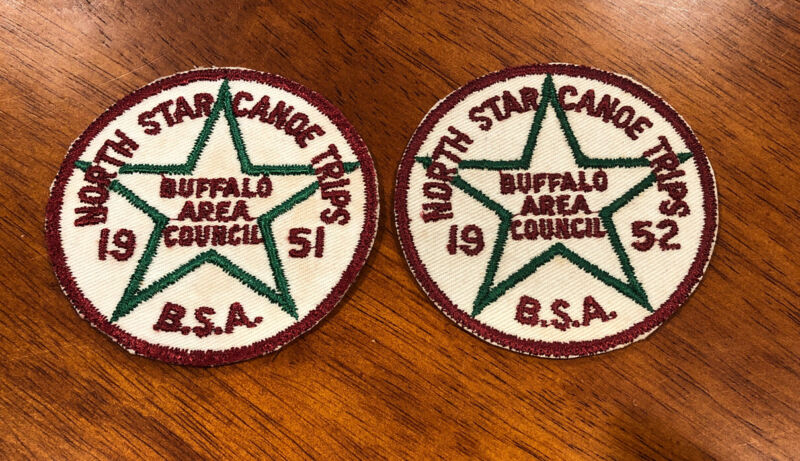 NORTH STAR CANOE TRIPS
BUFFALO
AREA
COUNCIL
19 51
B.S.A.
NORTH STAR CANOE TRIPS
BUFFALO
AREA
COUNCIL
19 52
B.S.A.